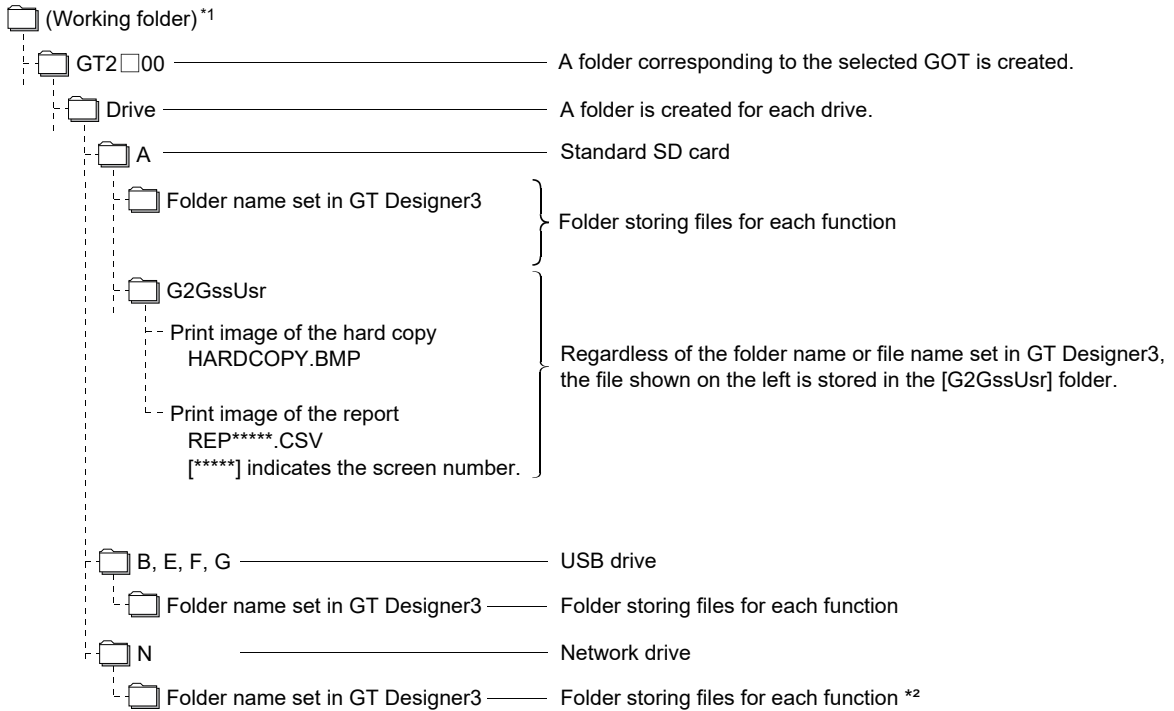 (Working folder)*1
GT2□00 A folder corresponding to the selected GOT is created.
Drive A folder is created for each drive.
A Standard SD card
Folder name set in GT Designer3
Folder storing files for each function
G2GssUsr
Print image of the hard copy
HARDCOPY.BMP
Regardless of the folder name or file name set in GT Designer3,
the file shown on the left is stored in the [G2GssUsr] folder.
Print image of the report
REP*****.CSV
[*****] indicates the screen number.
B, E, F, G USB drive
Folder name set in GT Designer3 Folder storing files for each function
N Network drive
Folder name set in GT Designer3 Folder storing files for each function *²